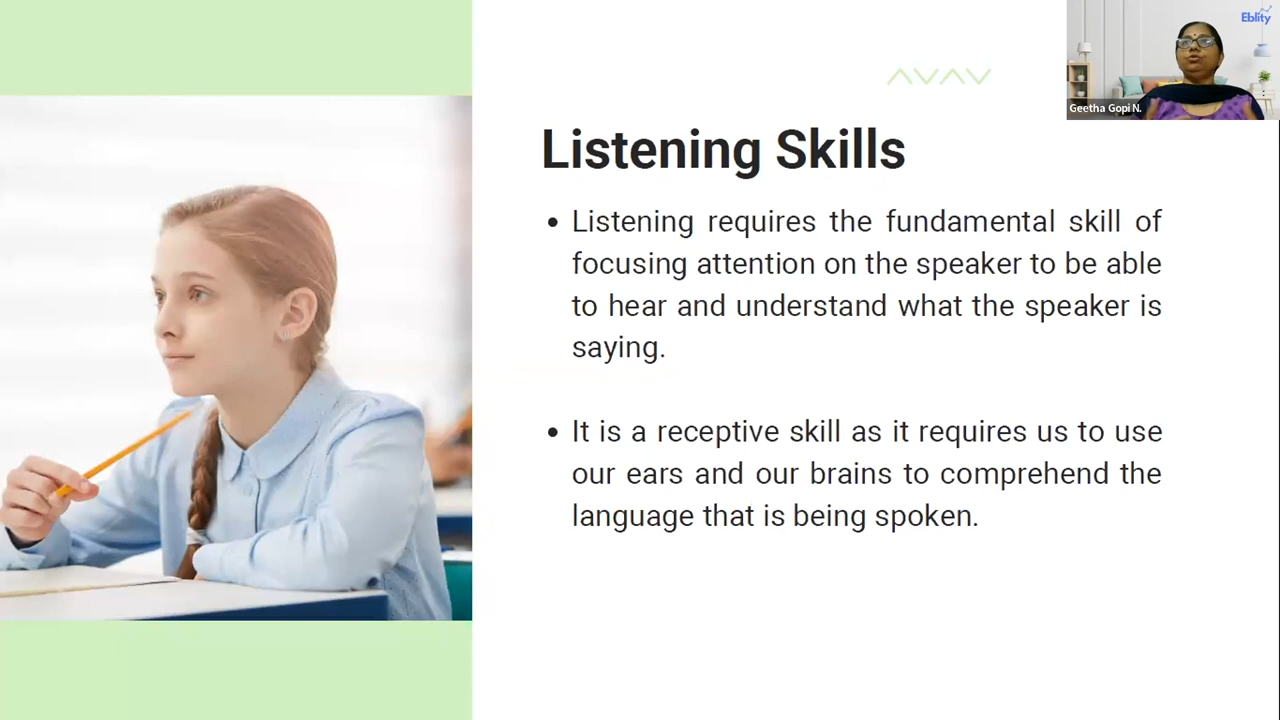 Eblity
Geetha Gopi N.
Listening Skills
• Listening requires the fundamental skill of
focusing attention on the speaker to be able
to hear and understand what the speaker is
saying.
• It is a receptive skill as it requires us to use
our ears and our brains to comprehend the
language that is being spoken.